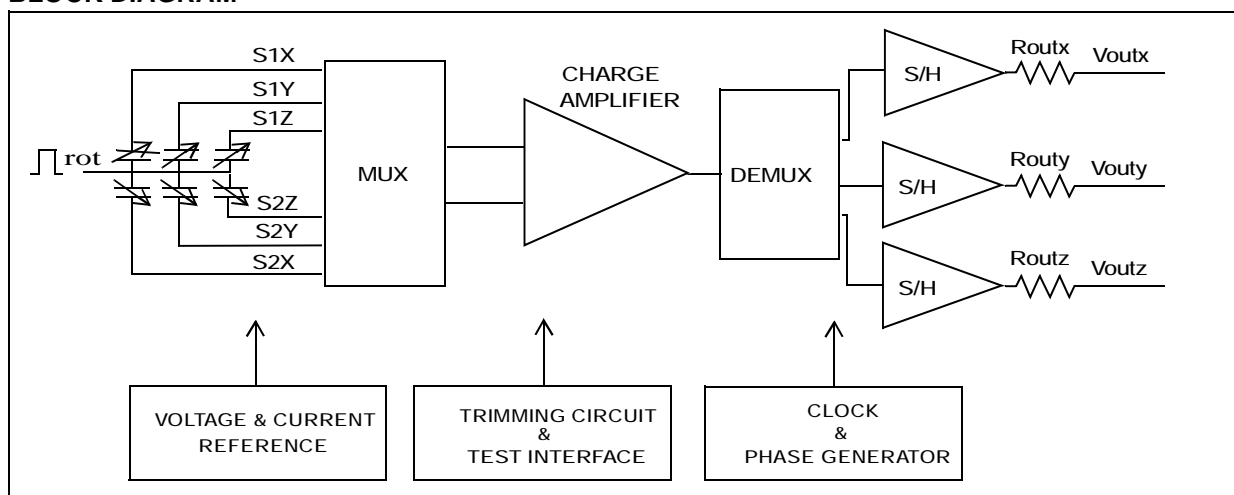 BLOCK DIAGRAM
S1X
S1Y
S1Z
rot
S2Z
S2Y
S2X
MUX
CHARGE
AMPLIFIER
DEMUX
S/H
Routx
Voutx
S/H
Routy
Vouty
S/H
Routz
Voutz
VOLTAGE & CURRENT
REFERENCE
TRIMMING CIRCUIT
&
TEST INTERFACE
CLOCK
&
PHASE GENERATOR